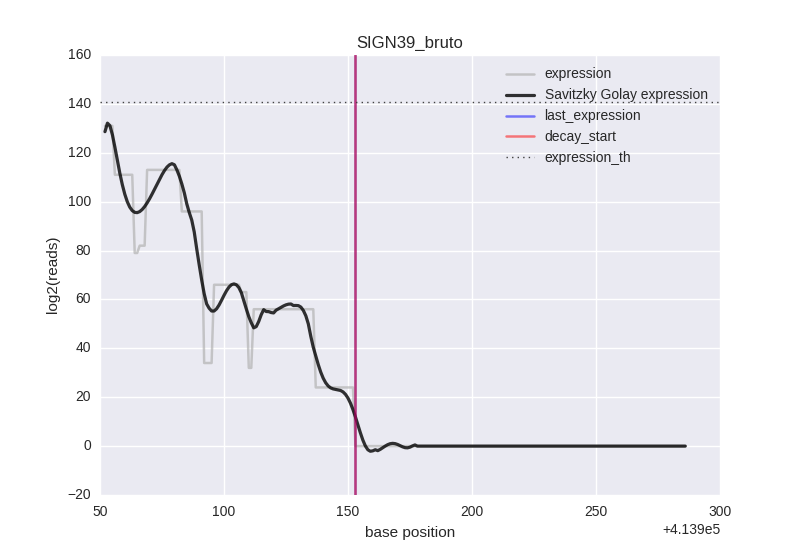 SIGN39_bruto
160
140
120
100
80
60
40
20
0
−20
log2(reads)
expression
Savitzky Golay expression
last_expression
decay_start
expression_th
50
100
150
200
250
300
base position
+4.139e5